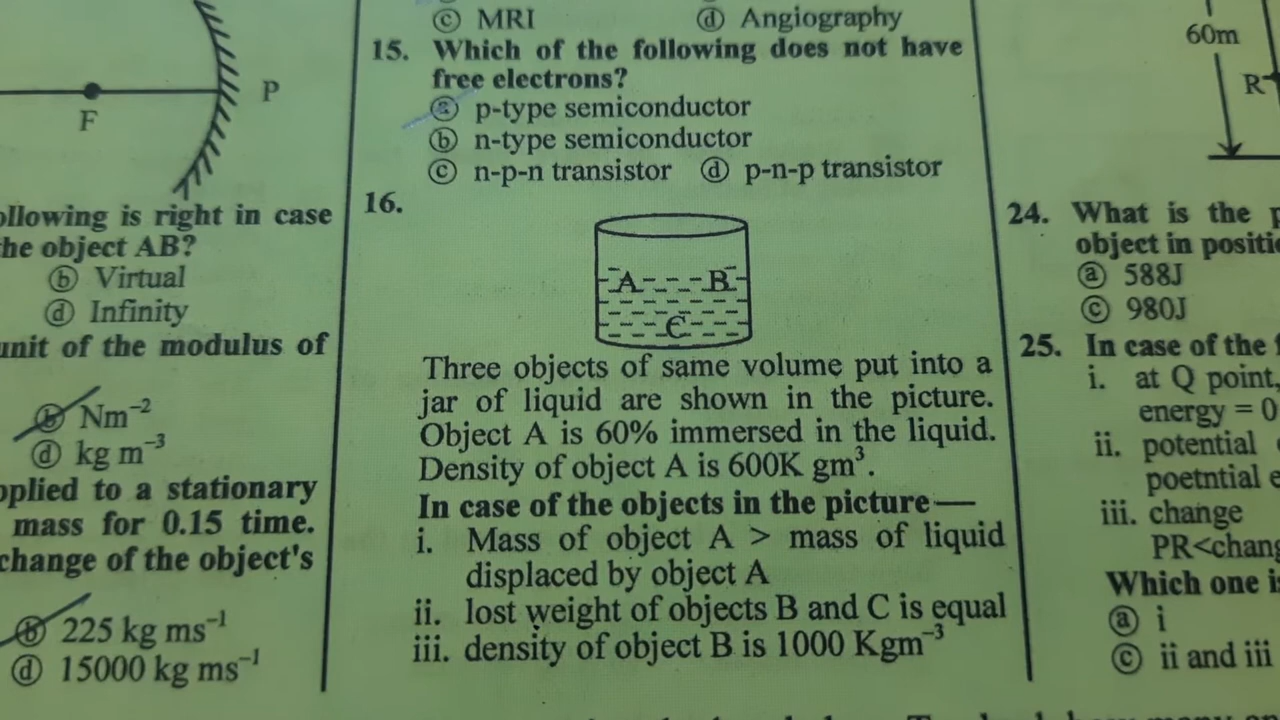 F
P
ollowing is right in case
he object AB?
ⓑ Virtual
ⓓ Infinity
unit of the modulus of
ⓑ Nm⁻²
ⓓ kg m⁻³
pplied to a stationary
mass for 0.15 time.
change of the object's
ⓑ 225 kg ms⁻¹
ⓓ 15000 kg ms⁻¹
ⓒ MRI ⓓ Angiography
15. Which of the following does not have
free electrons?
ⓐ p-type semiconductor
ⓑ n-type semiconductor
ⓒ n-p-n transistor ⓓ p-n-p transistor
16.
A B
C
Three objects of same volume put into a
jar of liquid are shown in the picture.
Object A is 60% immersed in the liquid.
Density of object A is 600K gm³.
In case of the objects in the picture—
i. Mass of object A > mass of liquid
displaced by object A
ii. lost weight of objects B and C is equal
iii. density of object B is 1000 Kgm⁻³
60m
R
24. What is the p
object in positi
ⓐ 588J
ⓒ 980J
25. In case of the
i. at Q point,
energy = 0
ii. potential
poetntial e
iii. change
PR<chang
Which one i
ⓐ i
ⓒ ii and iii